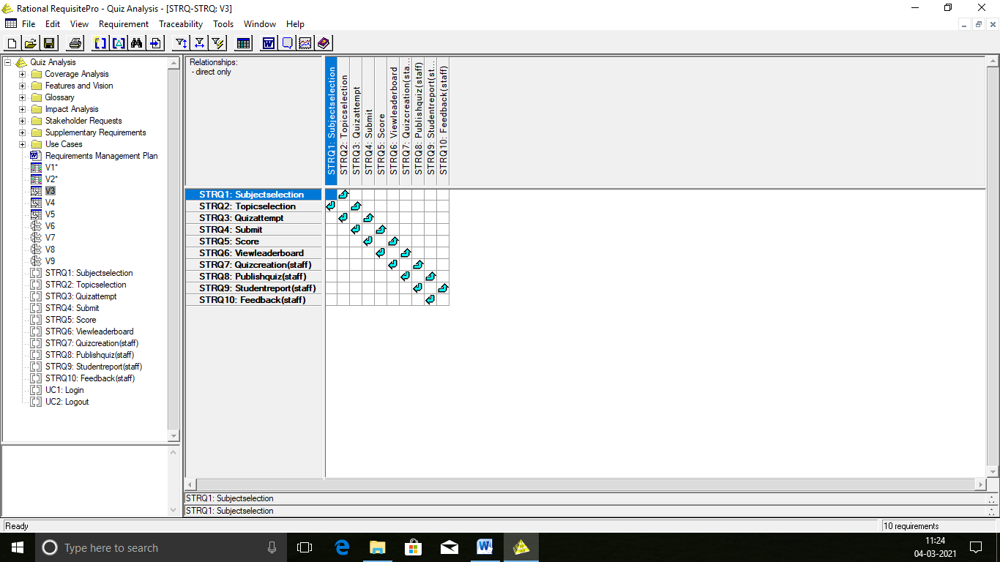 Rational RequisitePro - Quiz Analysis - [STRQ-STRQ: V3]
File Edit View Requirement Traceability Tools Window Help
Quiz Analysis
Coverage Analysis
Features and Vision
Glossary
Impact Analysis
Stakeholder Requests
Supplementary Requirements
Use Cases
Requirements Management Plan
V1*
V2*
V3
V4
V5
V6
V7
V8
V9
STRQ1: Subjectselection
STRQ2: Topicselection
STRQ3: Quizattempt
STRQ4: Submit
STRQ5: Score
STRQ6: Viewleaderboard
STRQ7: Quizcreation(staff)
STRQ8: Publishquiz(staff)
STRQ9: Studentreport(staff)
STRQ10: Feedback(staff)
UC1: Login
UC2: Logout
Relationships:
- direct only
STRQ1: Subjectselection
STRQ2: Topicselection
STRQ3: Quizattempt
STRQ4: Submit
STRQ5: Score
STRQ6: Viewleaderboard
STRQ7: Quizcreation(sta...
STRQ8: Publishquiz(staff)
STRQ9: Studentreport(st...
STRQ10: Feedback(staff)
STRQ1: Subjectselection
STRQ2: Topicselection
STRQ3: Quizattempt
STRQ4: Submit
STRQ5: Score
STRQ6: Viewleaderboard
STRQ7: Quizcreation(staff)
STRQ8: Publishquiz(staff)
STRQ9: Studentreport(staff)
STRQ10: Feedback(staff)
STRQ1: Subjectselection
STRQ1: Subjectselection
Ready
10 requirements
Type here to search
11:24
04-03-2021